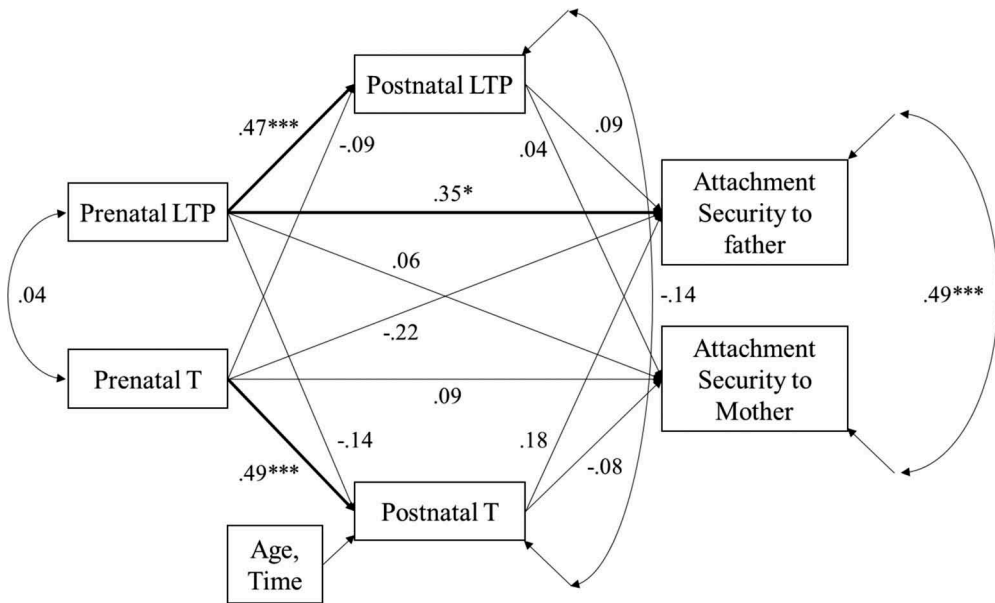 Postnatal LTP
.47***
-.09
.09
.04
Prenatal LTP
.35*
Attachment
Security to
father
.04
.06
-.14
.49***
-.22
Prenatal T
.09
Attachment
Security to
Mother
-.14
.18
.49***
-.08
Postnatal T
Age,
Time